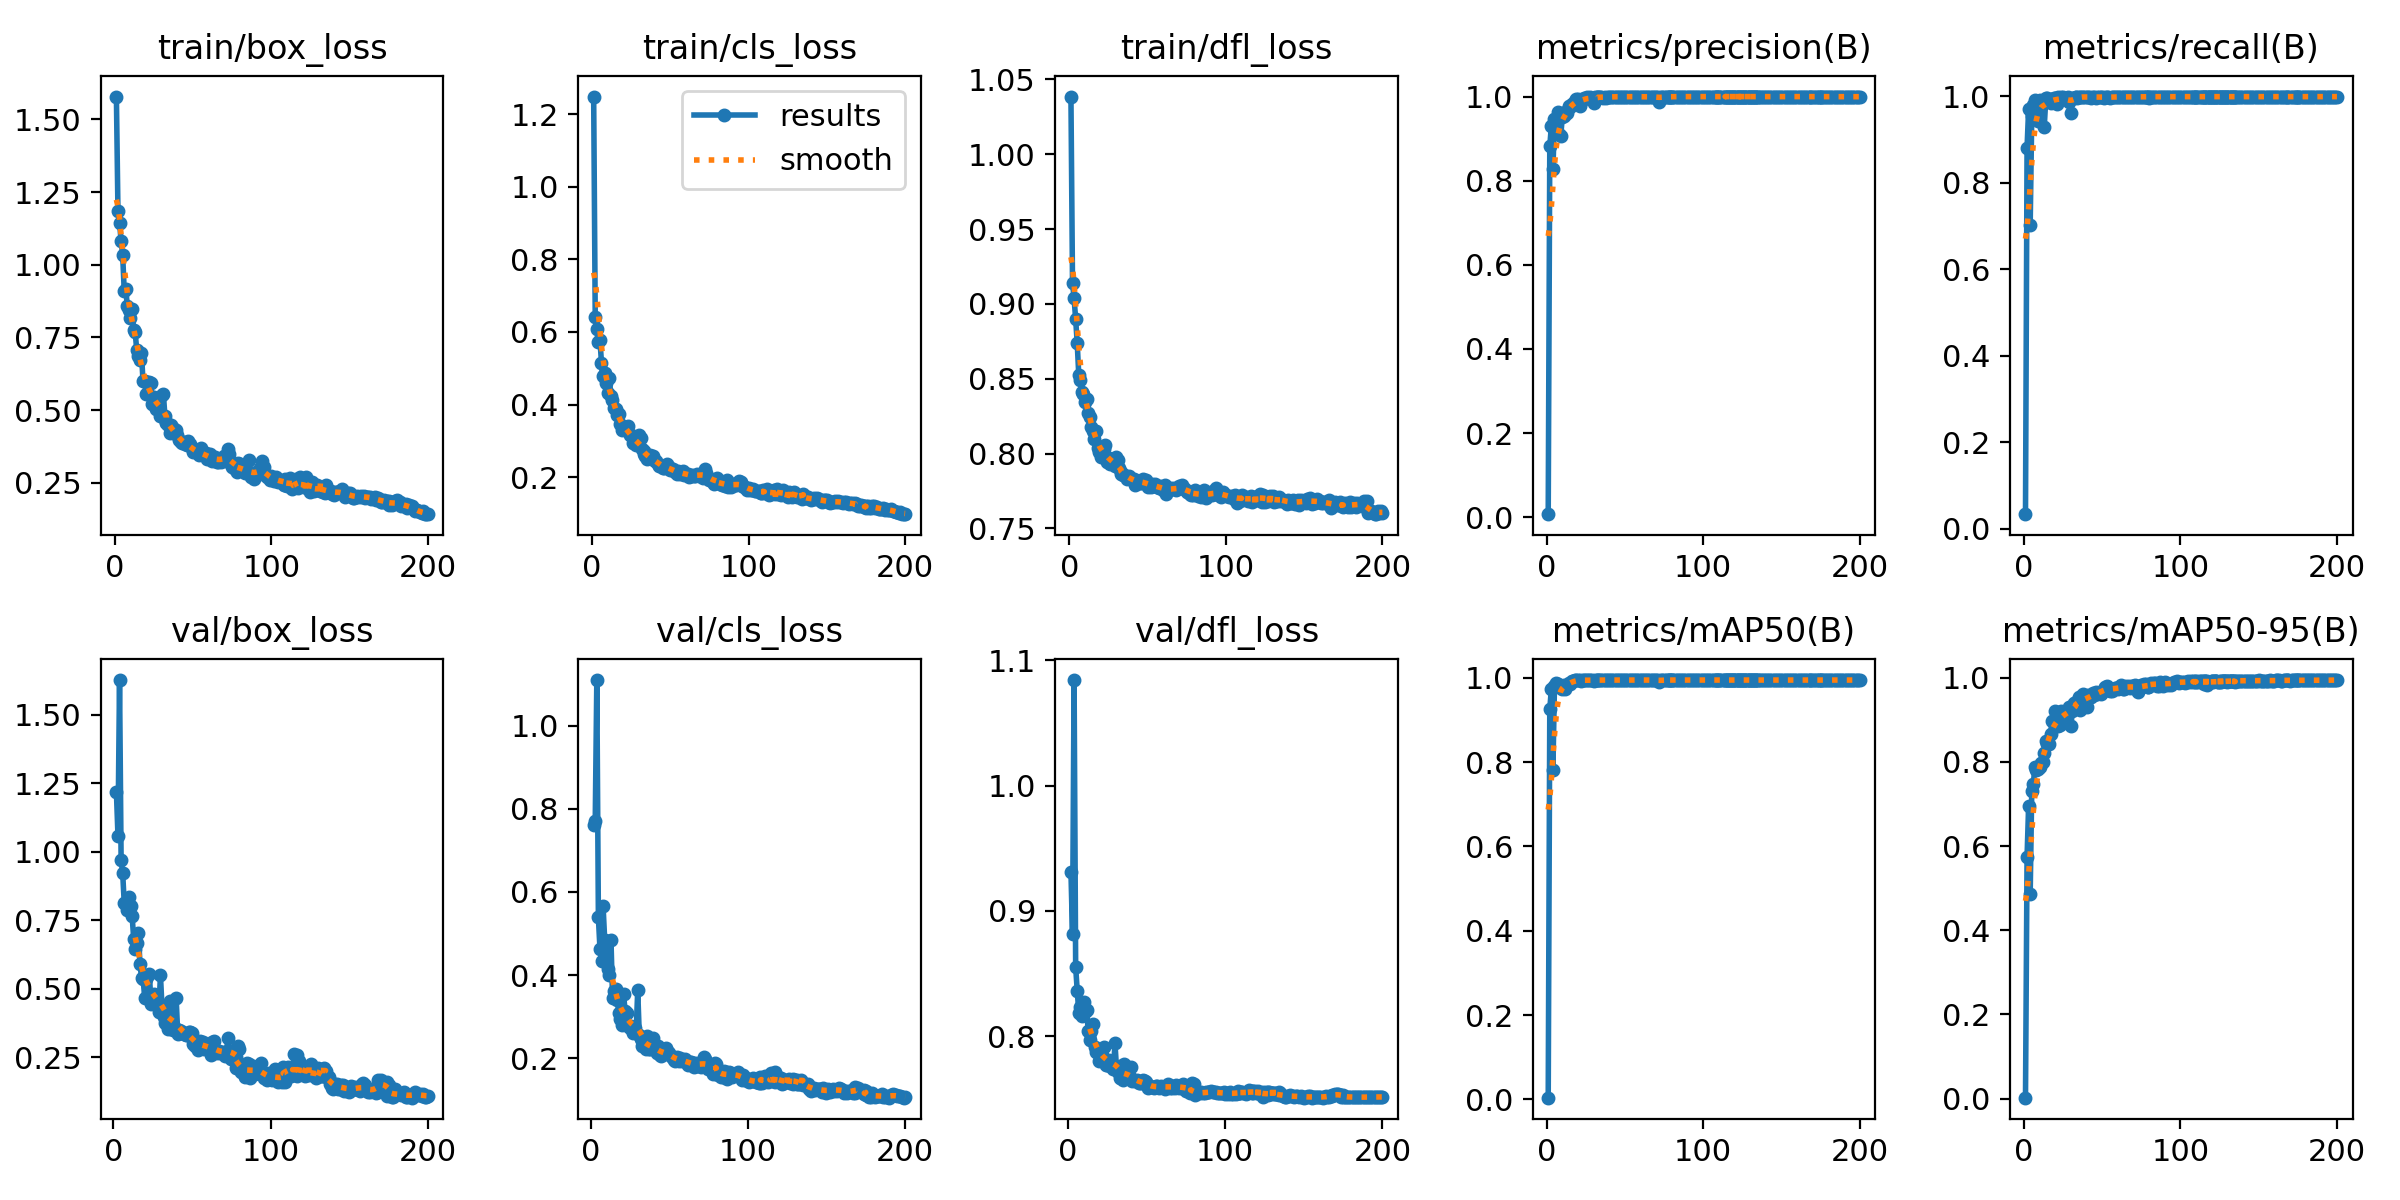 train/box_loss
1.50
1.25
1.00
0.75
0.50
0.25
0 100 200
train/cls_loss
results
smooth
1.2
1.0
0.8
0.6
0.4
0.2
0 100 200
train/dfl_loss
1.05
1.00
0.95
0.90
0.85
0.80
0.75
0 100 200
metrics/precision(B)
1.0
0.8
0.6
0.4
0.2
0.0
0 100 200
metrics/recall(B)
1.0
0.8
0.6
0.4
0.2
0.0
0 100 200
val/box_loss
1.50
1.25
1.00
0.75
0.50
0.25
0 100 200
val/cls_loss
1.0
0.8
0.6
0.4
0.2
0 100 200
val/dfl_loss
1.1
1.0
0.9
0.8
0 100 200
metrics/mAP50(B)
1.0
0.8
0.6
0.4
0.2
0.0
0 100 200
metrics/mAP50-95(B)
1.0
0.8
0.6
0.4
0.2
0.0
0 100 200